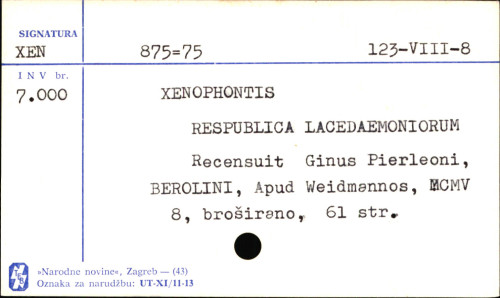 SIGNATURA
XEN 875=75 123-VIII-8
INV br.
7.000
XENOPHONTIS
RESPUBLICA LACEDAEMONIORUM
Recensuit Ginus Pierleoni,
BEROLINI, Apud Weidmannos, MCMV
8, broširano, 61 str.
»Narodne novine«, Zagreb — (43)
Oznaka za narudžbu: UT-XI/11-13